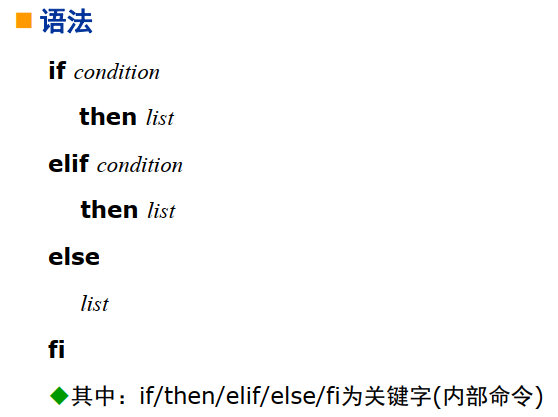 语法
if condition
then list
elif condition
then list
else
list
fi
其中：if/then/elif/else/fi为关键字(内部命令)